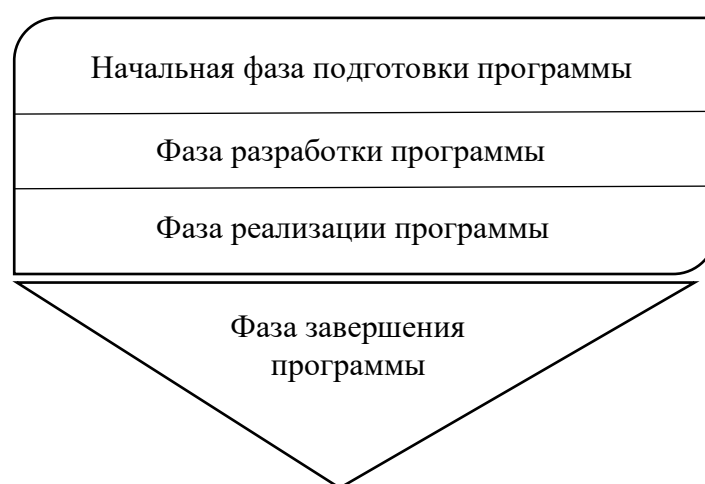 Начальная фаза подготовки программы
Фаза разработки программы
Фаза реализации программы
Фаза завершения
программы